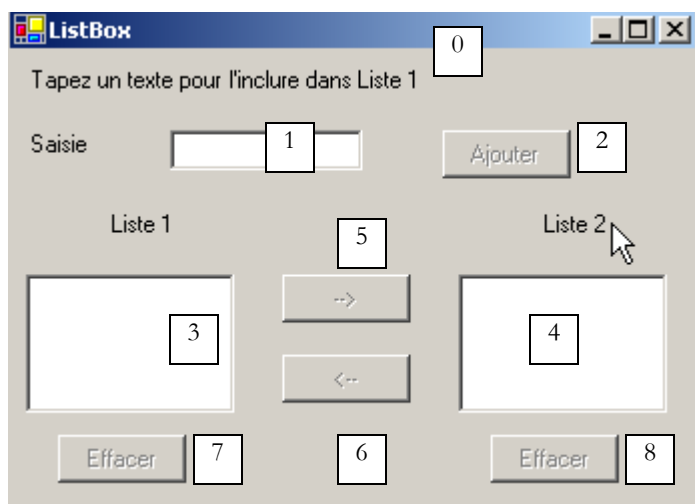 ListBox
0
Tapez un texte pour l'inclure dans Liste 1
Saisie 1 Ajouter 2
Liste 1 5 Liste 2
-->
3 4
<--
Effacer 7 6 Effacer 8